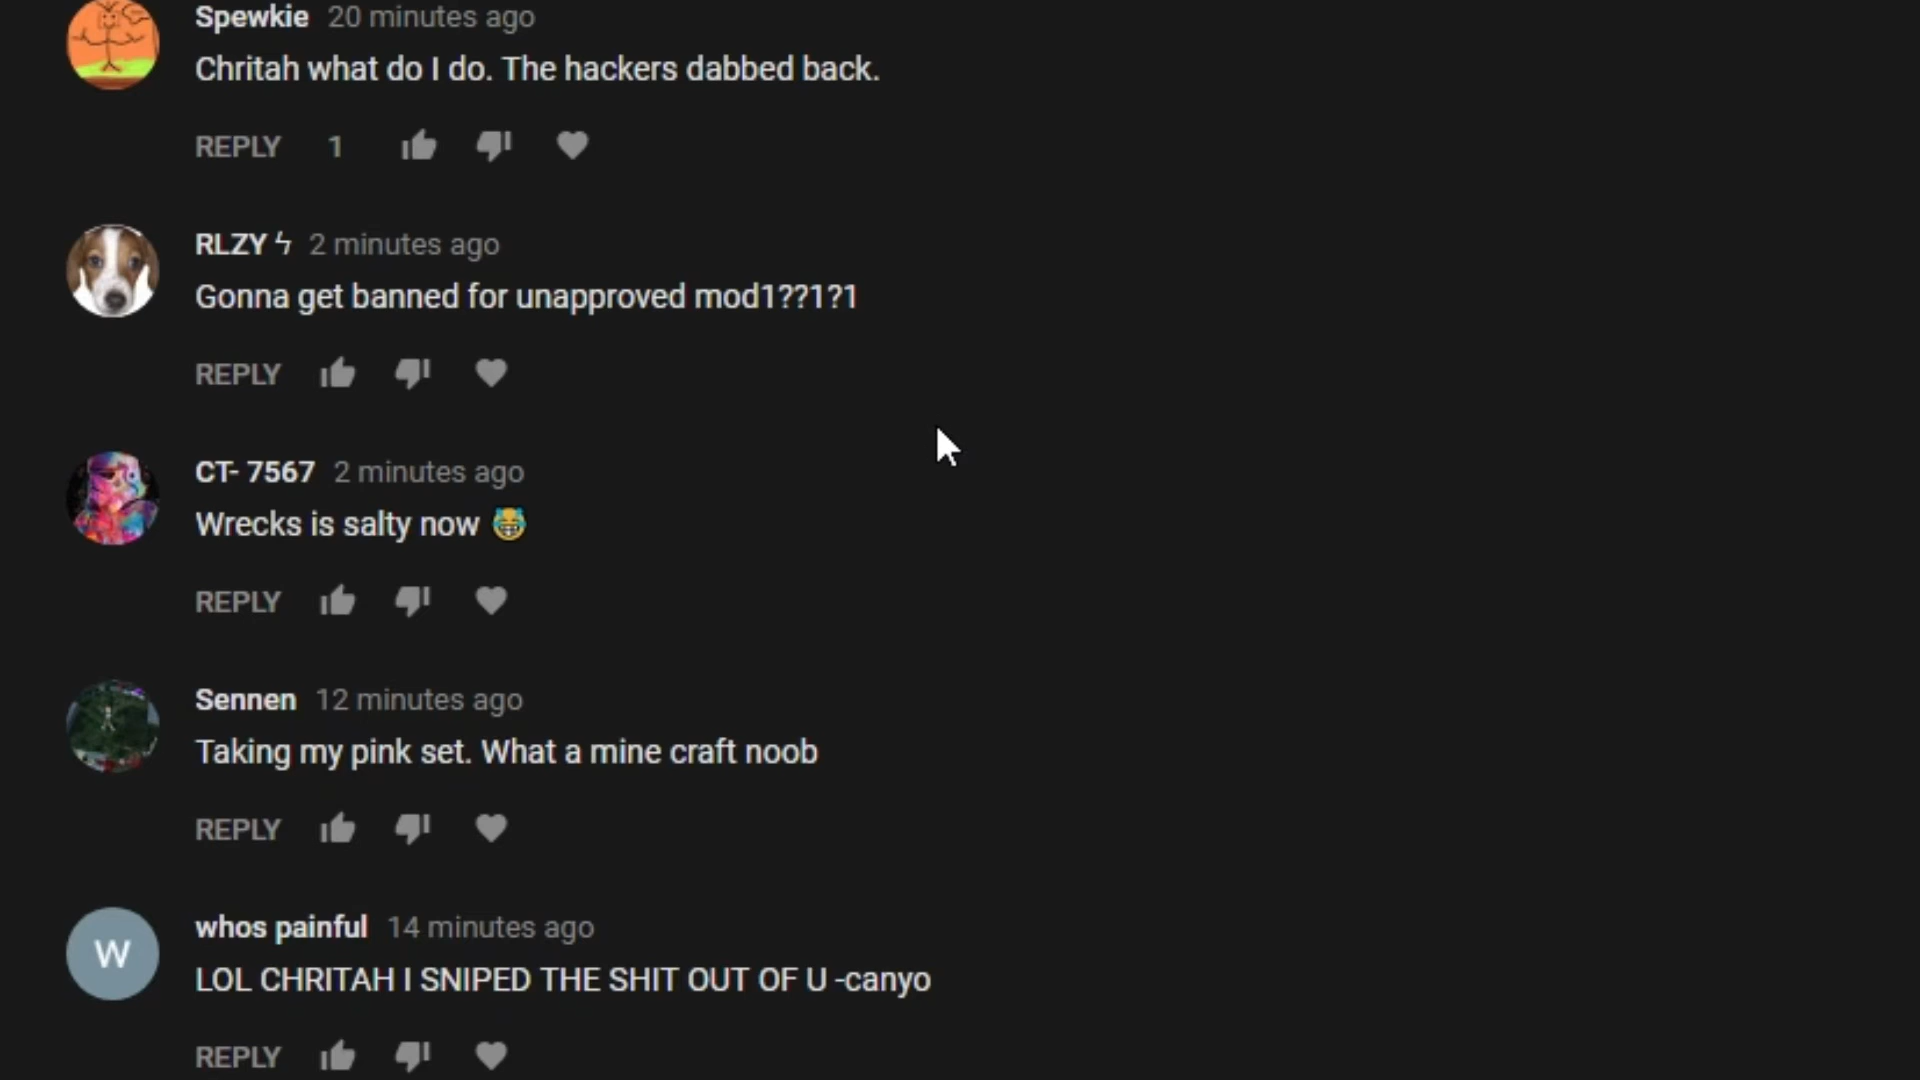 Spewkie 20 minutes ago
Chritah what do I do. The hackers dabbed back.
REPLY 1
RLZY ϟ 2 minutes ago
Gonna get banned for unapproved mod1??1?1
REPLY
CT- 7567 2 minutes ago
Wrecks is salty now 😹
REPLY
Sennen 12 minutes ago
Taking my pink set. What a mine craft noob
REPLY
W
whos painful 14 minutes ago
LOL CHRITAH I SNIPED THE SHIT OUT OF U -canyo
REPLY